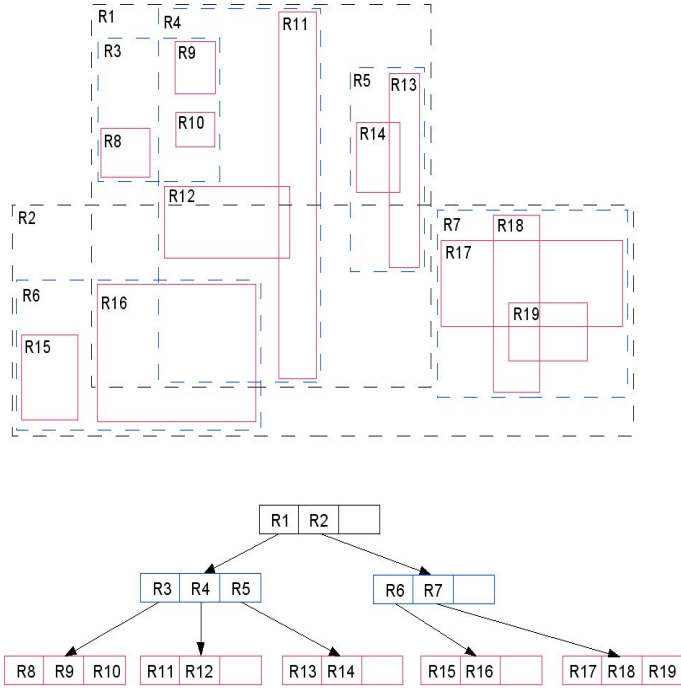 R1 R4 R11
R3 R9 R5 R13
R10 R14
R8
R12
R2 R7 R18
R17
R6
R16 R19
R15
R1 R2
R3 R4 R5 R6 R7
R8 R9 R10 R11 R12 R13 R14 R15 R16 R17 R18 R19